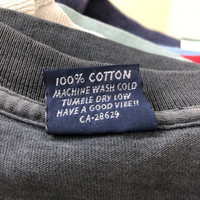 100% COTTON
MACHINE WASH COLD
TUMBLE DRY LOW
HAVE A GOOD VIBE!!
CA-28629